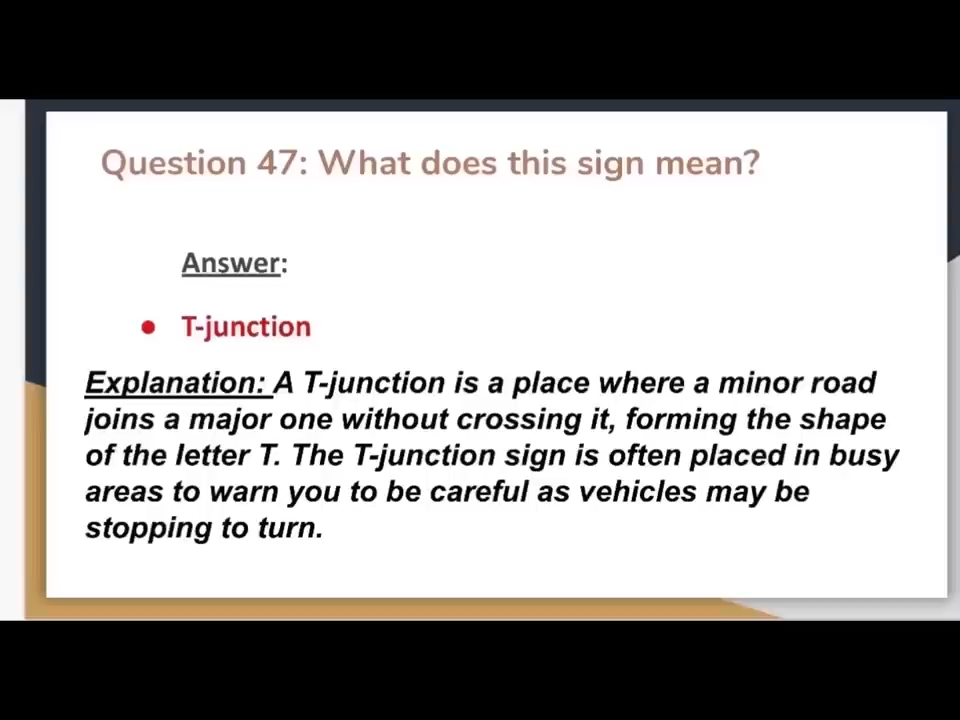 Question 47: What does this sign mean?
Answer:
● T-junction
Explanation: A T-junction is a place where a minor road
joins a major one without crossing it, forming the shape
of the letter T. The T-junction sign is often placed in busy
areas to warn you to be careful as vehicles may be
stopping to turn.